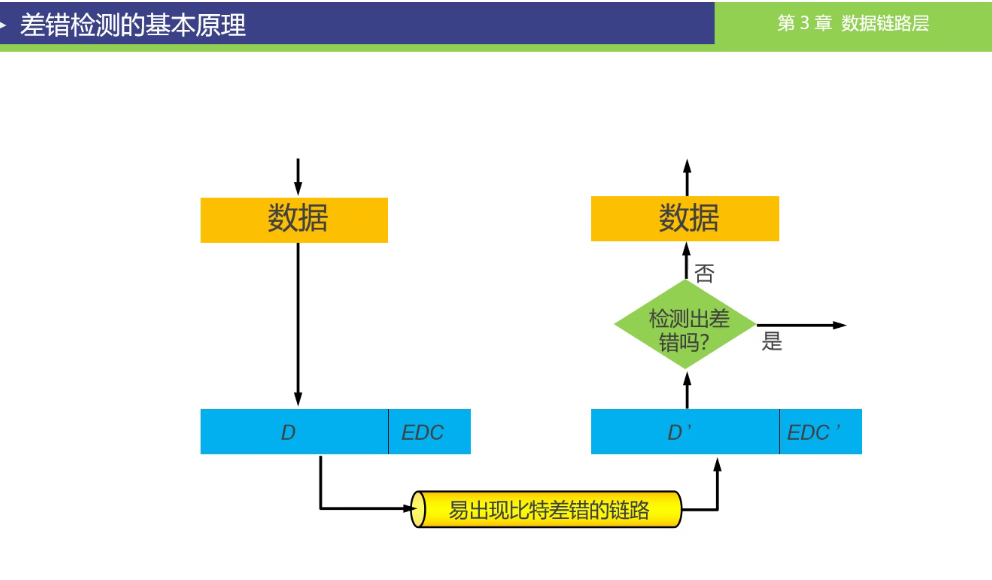 差错检测的基本原理
第 3 章 数据链路层
数据
数据
否
检测出差
错吗?
是
D
EDC
D ’
EDC ’
易出现比特差错的链路